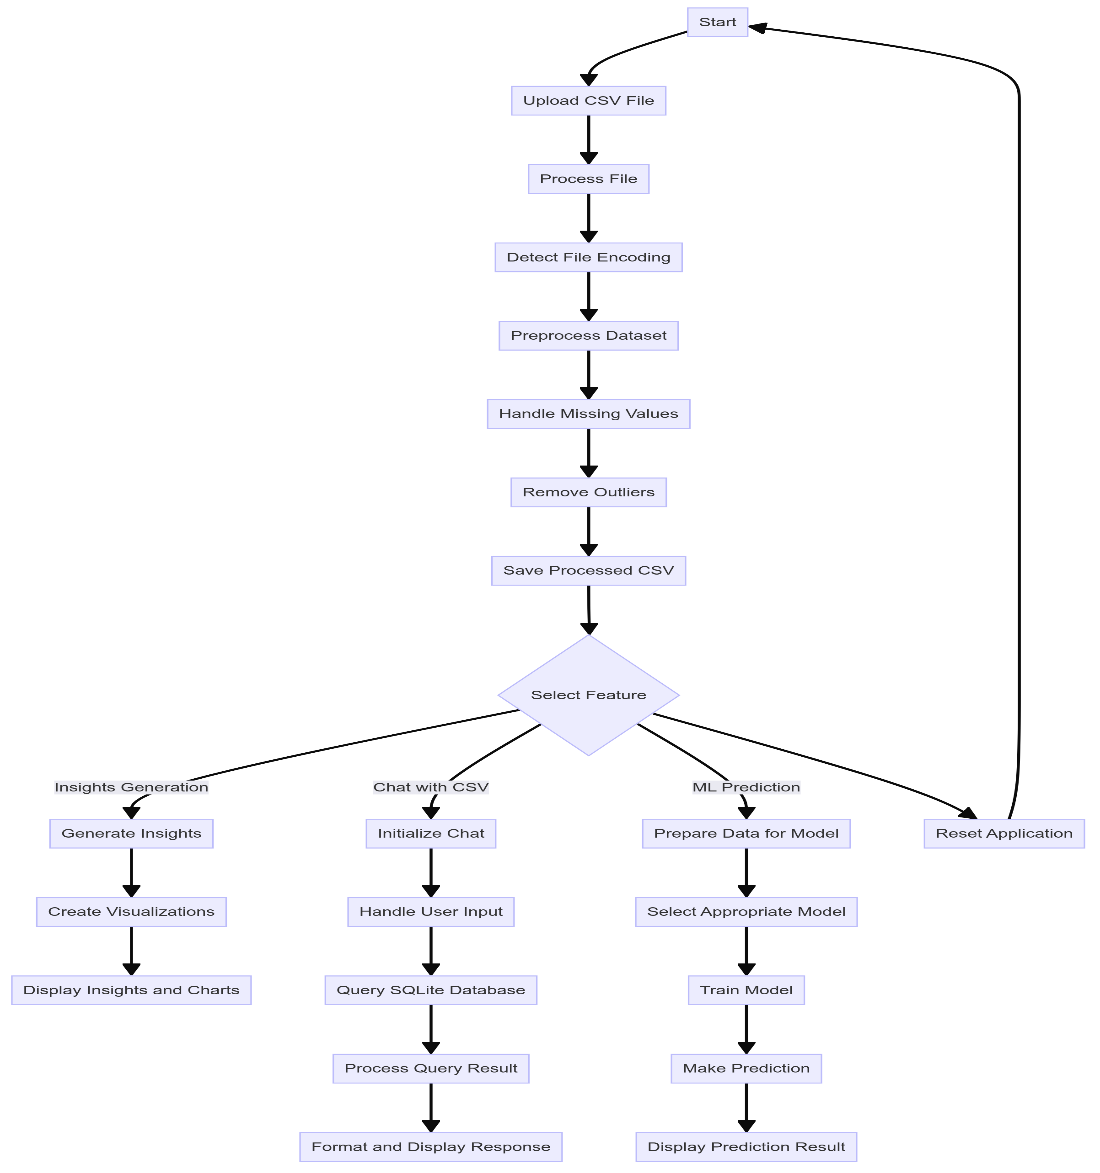 Start
Upload CSV File
Process File
Detect File Encoding
Preprocess Dataset
Handle Missing Values
Remove Outliers
Save Processed CSV
Select Feature
Insights Generation
Chat with CSV
ML Prediction
Generate Insights
Initialize Chat
Prepare Data for Model
Reset Application
Create Visualizations
Handle User Input
Select Appropriate Model
Display Insights and Charts
Query SQLite Database
Train Model
Process Query Result
Make Prediction
Format and Display Response
Display Prediction Result